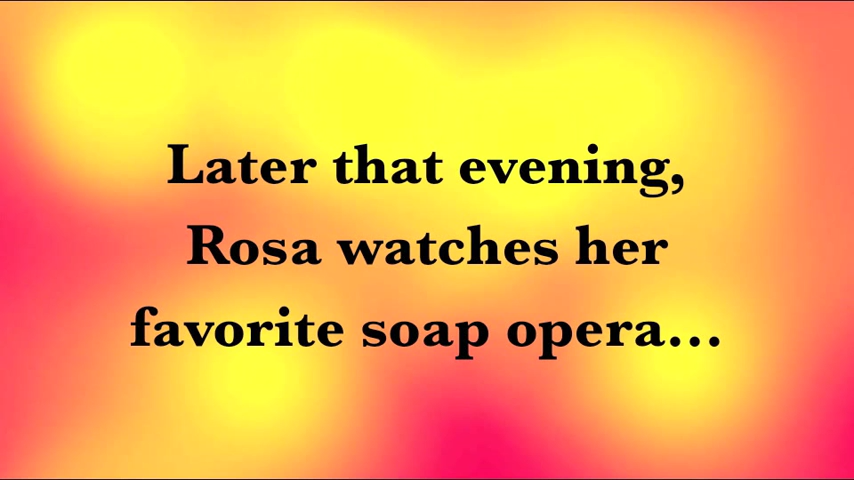 Later that evening,
Rosa watches her
favorite soap opera...